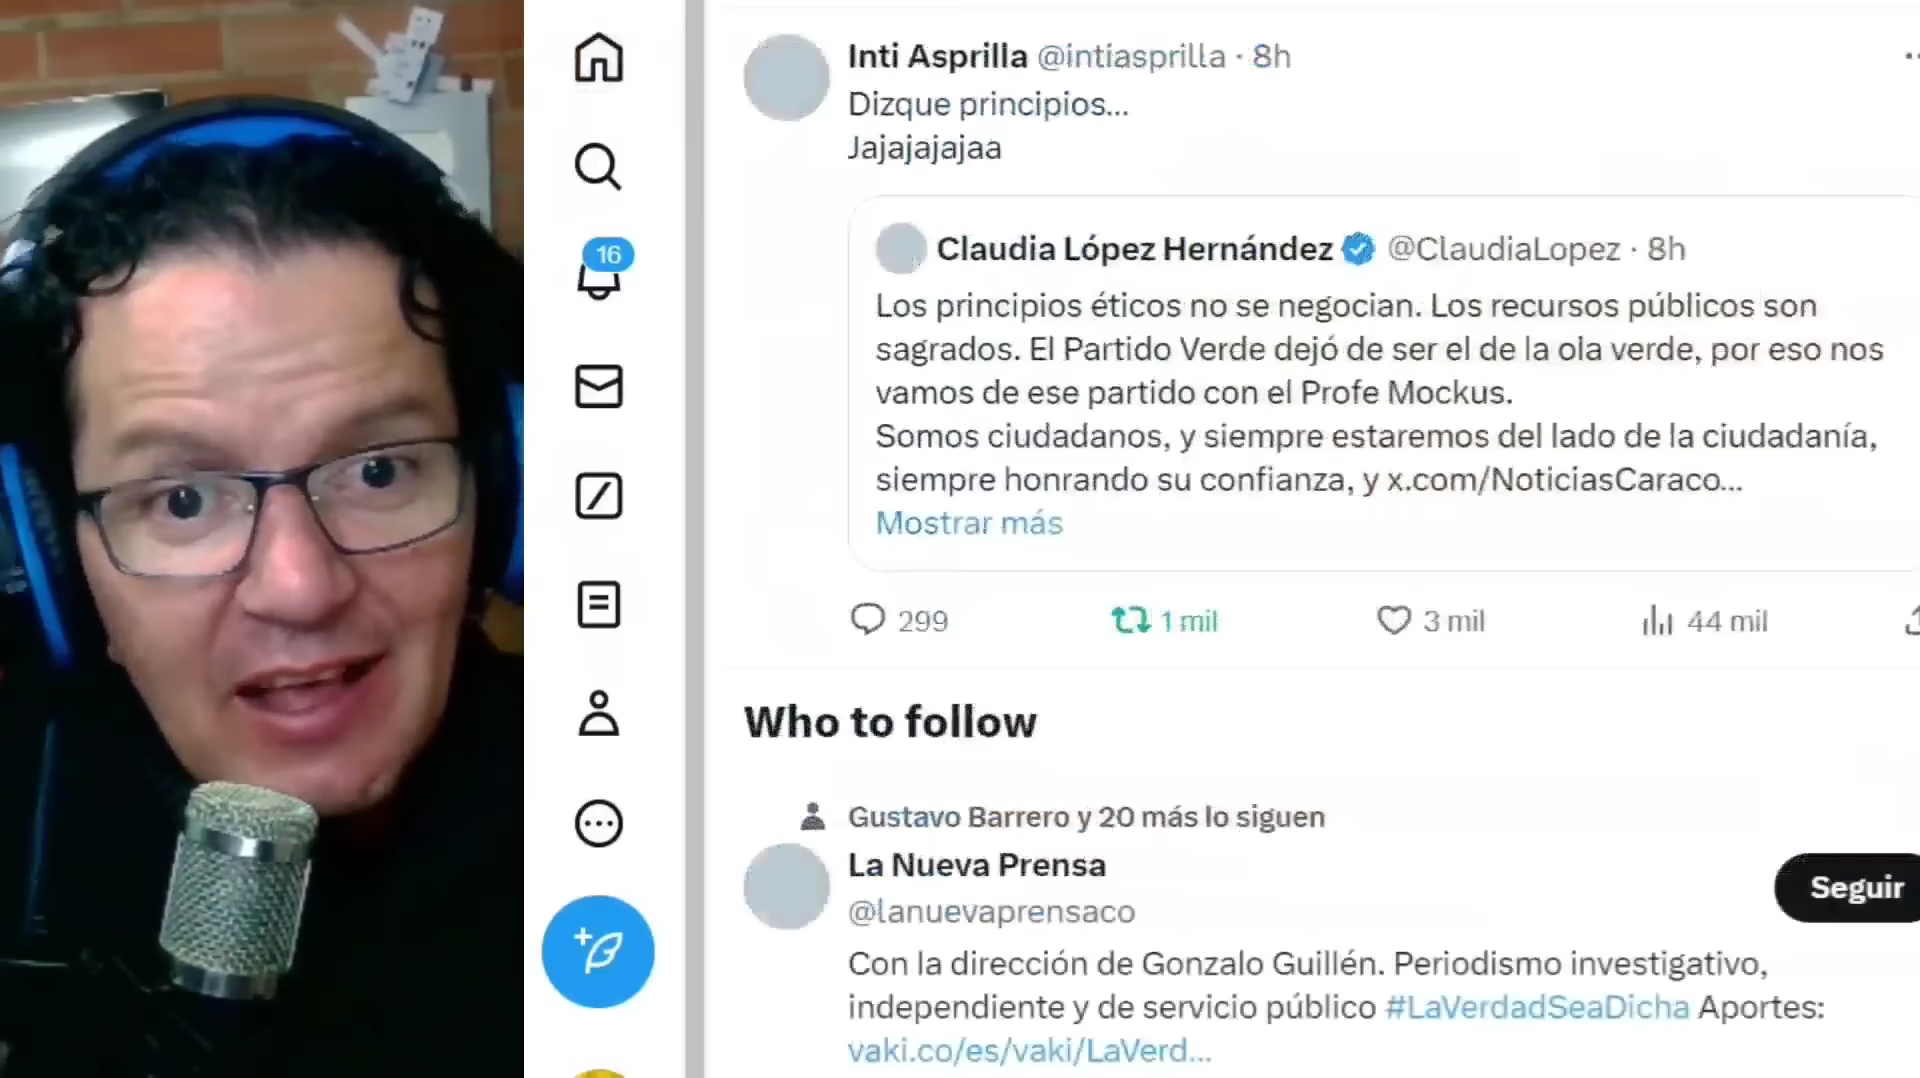 16
Inti Asprilla @intiasprilla · 8h
Dizque principios...
Jajajajajaa
Claudia López Hernández @ClaudiaLopez · 8h
Los principios éticos no se negocian. Los recursos públicos son
sagrados. El Partido Verde dejó de ser el de la ola verde, por eso nos
vamos de ese partido con el Profe Mockus.
Somos ciudadanos, y siempre estaremos del lado de la ciudadanía,
siempre honrando su confianza, y x.com/NoticiasCaraco...
Mostrar más
299 1 mil 3 mil 44 mil
Who to follow
Gustavo Barrero y 20 más lo siguen
La Nueva Prensa
@lanuevaprensaco
Seguir
Con la dirección de Gonzalo Guillén. Periodismo investigativo,
independiente y de servicio público #LaVerdadSeaDicha Aportes:
vaki.co/es/vaki/LaVerd...